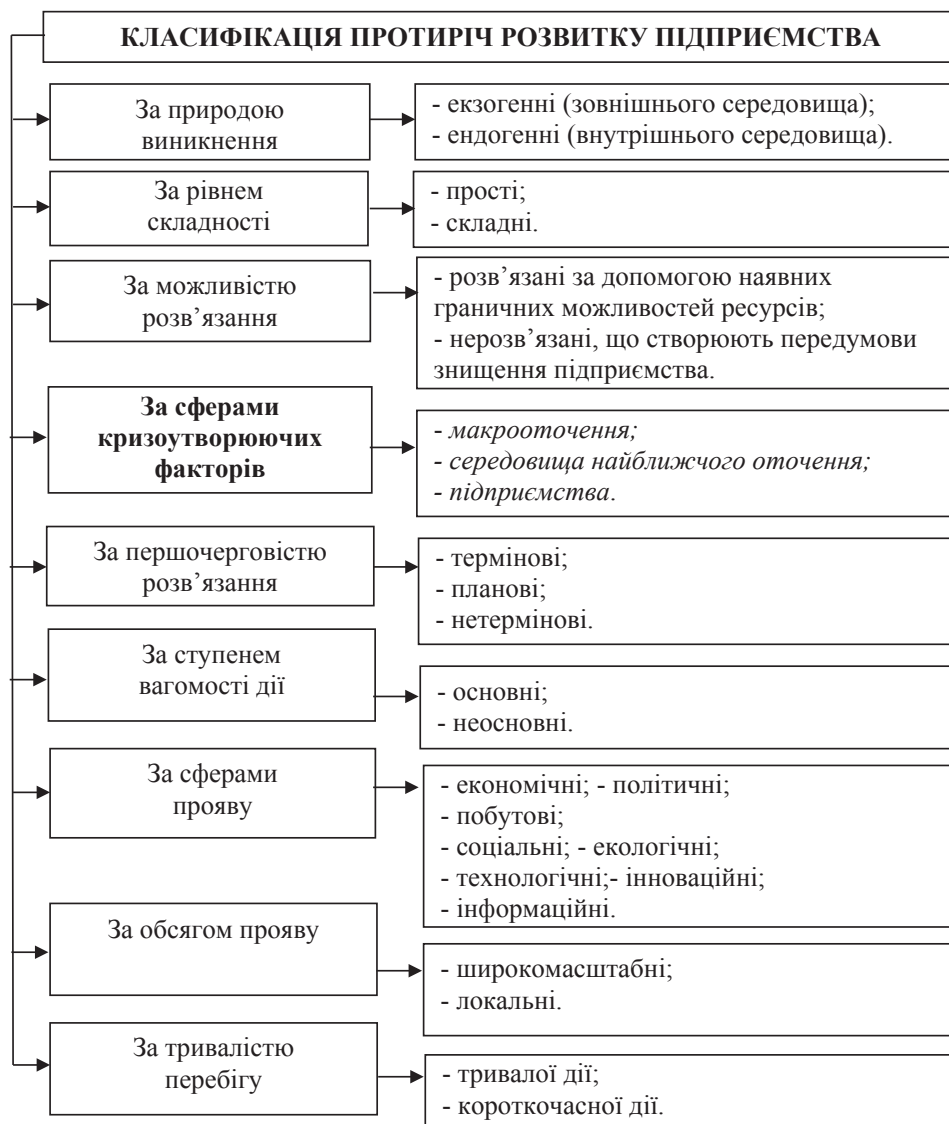 КЛАСИФІКАЦІЯ ПРОТИРІЧ РОЗВИТКУ ПІДПРИЄМСТВА
За природою
виникнення
- екзогенні (зовнішнього середовища);
- ендогенні (внутрішнього середовища).
За рівнем
складності
- прості;
- складні.
За можливістю
розв’язання
- розв’язані за допомогою наявних
граничних можливостей ресурсів;
- нерозв’язані, що створюють передумови
знищення підприємства.
За сферами
кризоутворюючих
факторів
- макрооточення;
- середовища найближчого оточення;
- підприємства.
За першочерговістю
розв’язання
- термінові;
- планові;
- нетермінові.
За ступенем
вагомості дії
- основні;
- неосновні.
За сферами
прояву
- економічні; - політичні;
- побутові;
- соціальні; - екологічні;
- технологічні;- інноваційні;
- інформаційні.
За обсягом прояву
- широкомасштабні;
- локальні.
За тривалістю
перебігу
- тривалої дії;
- короткочасної дії.